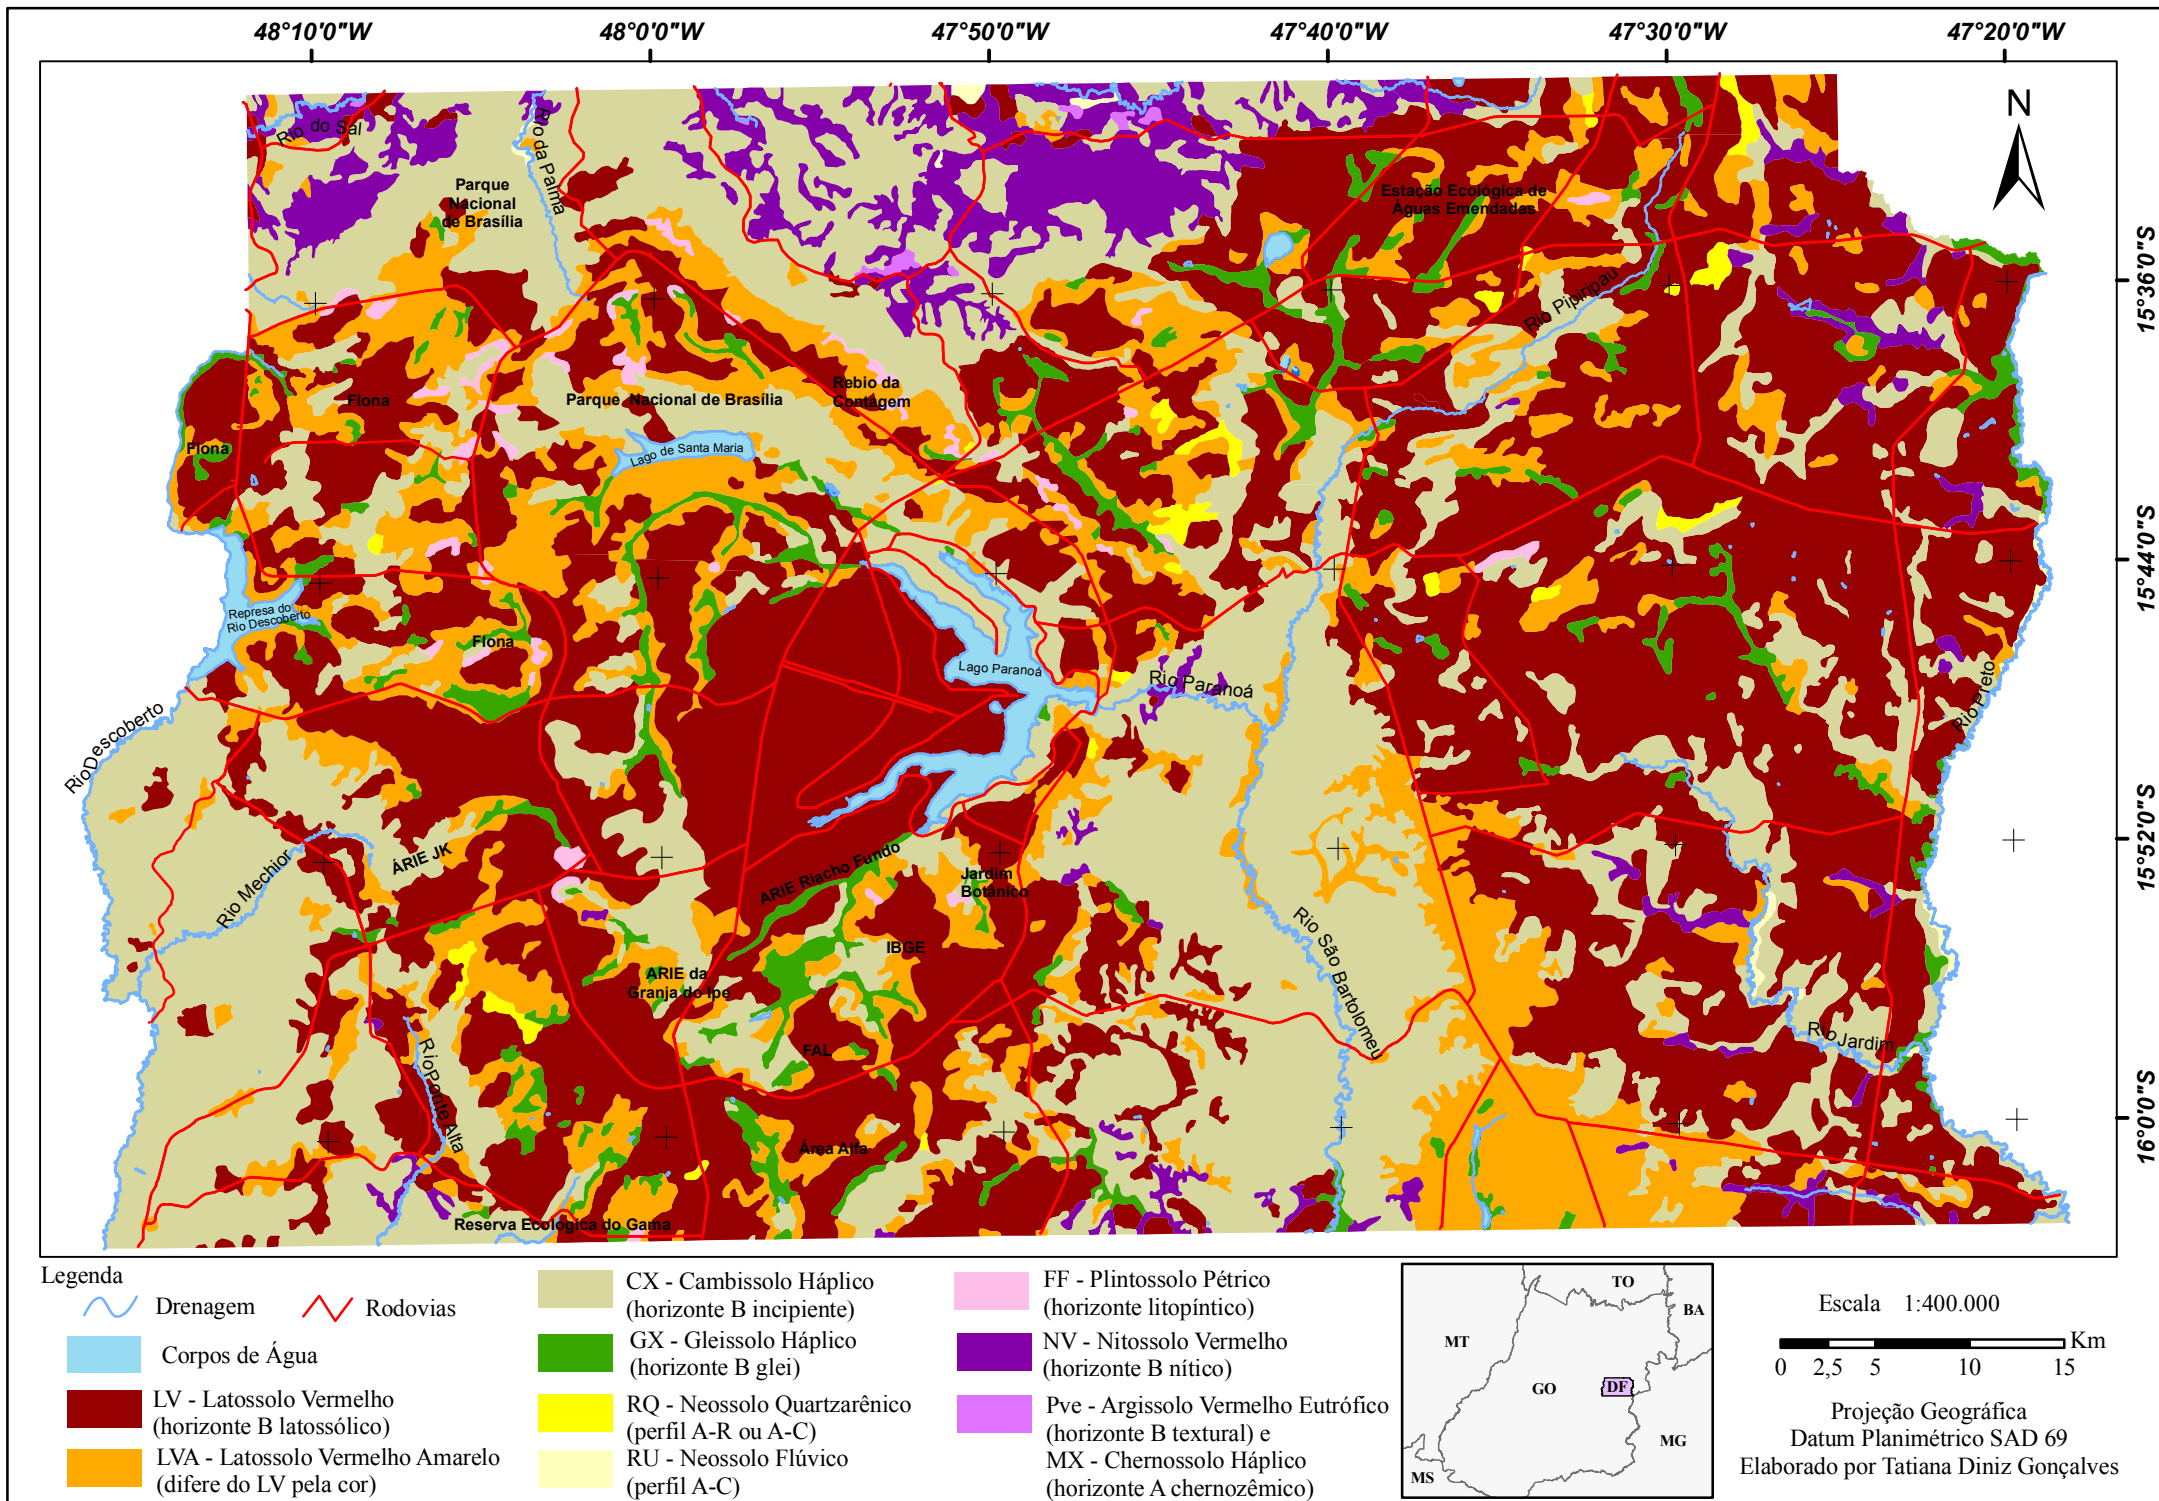 48°10'0"W
48°0'0"W
47°50'0"W
47°40'0"W
47°30'0"W
47°20'0"W
N
15°36'0"S
15°44'0"S
15°52'0"S
16°0'0"S
Rio do Sal
Rio da Palma
Parque
Nacional
de Brasília
Estação Ecológica de
Águas Emendadas
Rio Pipiripau
Flona
Parque Nacional de Brasília
Rebio da
Contagem
Flona
Lago de Santa Maria
Represa do
Rio Descoberto
Flona
Lago Paranoá
Rio Paranoá
Rio Preto
RioDescoberto
ÁRIE JK
Rio Mechior
ARIE Riacho Fundo
Jardim
Botânico
IBGE
Rio São Bartolomeu
ARIE da
Granja do Ipe
FAL
Rio Jardim
RioPonte Alta
Área Alfa
Reserva Ecológica do Gama
Legenda
Drenagem
Rodovias
Corpos de Água
LV - Latossolo Vermelho
(horizonte B latossólico)
LVA - Latossolo Vermelho Amarelo
(difere do LV pela cor)
CX - Cambissolo Háplico
(horizonte B incipiente)
GX - Gleissolo Háplico
(horizonte B glei)
RQ - Neossolo Quartzarênico
(perfil A-R ou A-C)
RU - Neossolo Flúvico
(perfil A-C)
FF - Plintossolo Pétrico
(horizonte litopíntico)
NV - Nitossolo Vermelho
(horizonte B nítico)
Pve - Argissolo Vermelho Eutrófico
(horizonte B textural) e
MX - Chernossolo Háplico
(horizonte A chernozêmico)
TO
BA
MT
GO
DF
MG
MS
Escala 1:400.000
Km
0 2,5 5 10 15
Projeção Geográfica
Datum Planimétrico SAD 69
Elaborado por Tatiana Diniz Gonçalves